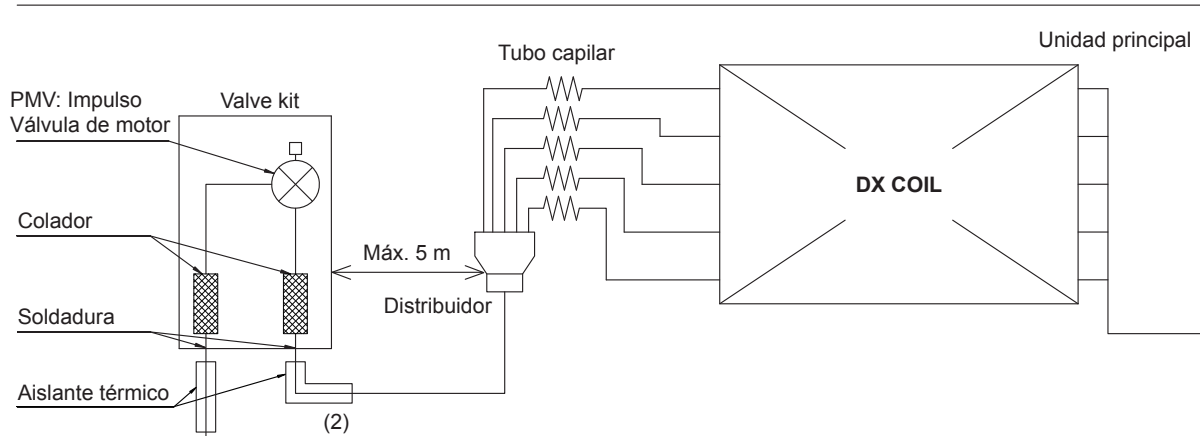 Unidad principal
Tubo capilar
PMV: Impulso
Válvula de motor
Valve kit
DX COIL
Colador
Máx. 5 m
Distribuidor
Soldadura
Aislante térmico
(2)